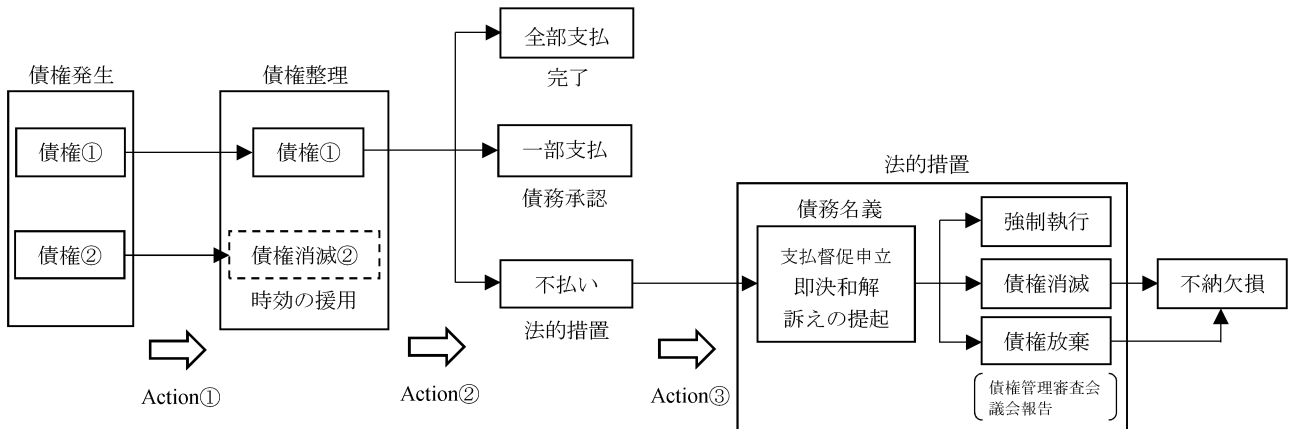 債権発生
債権①
債権②
Action①
債権整理
債権①
債権消滅②
時効の援用
Action②
全部支払
完了
一部支払
債務承認
不払い
法的措置
Action③
法的措置
債務名義
支払督促申立
即決和解
訴えの提起
強制執行
債権消滅
債権放棄
債権管理審査会
議会報告
不納欠損